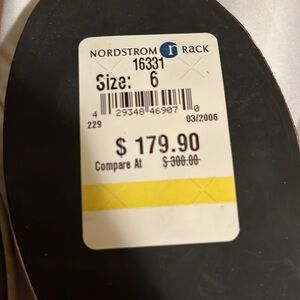 NORDSTROM r RACK
16331
Size: 6
4 29348 46907 0
229 03/2006
$ 179.90
Compare At $ 300.00